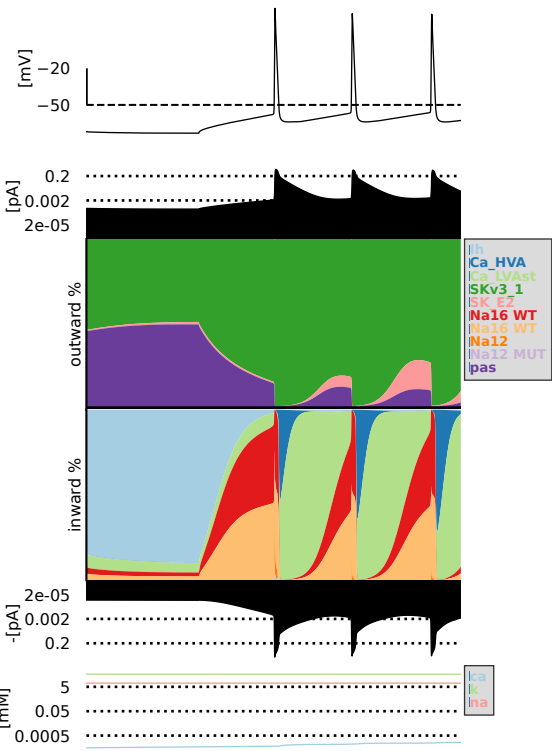 [mV]
−20
−50
[pA]
0.2
0.002
2e-05
outward %
Ih
Ca_HVA
Ca_LVAst
SKv3_1
SK_E2
Na16 WT
Na16 WT
Na12
Na12 MUT
pas
inward %
-[pA]
2e-05
0.002
0.2
[mM]
5
0.05
0.0005
ca
k
na